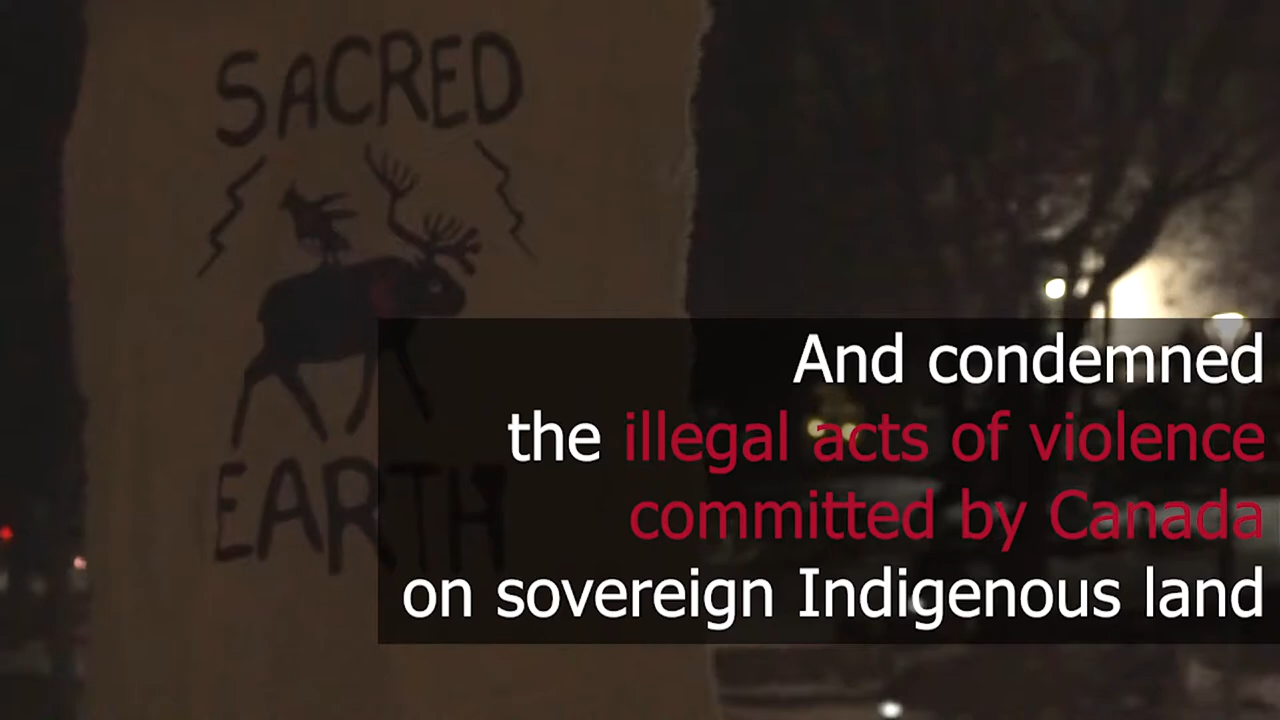 SACRED
EARTH
And condemned
the illegal acts of violence
committed by Canada
on sovereign Indigenous land